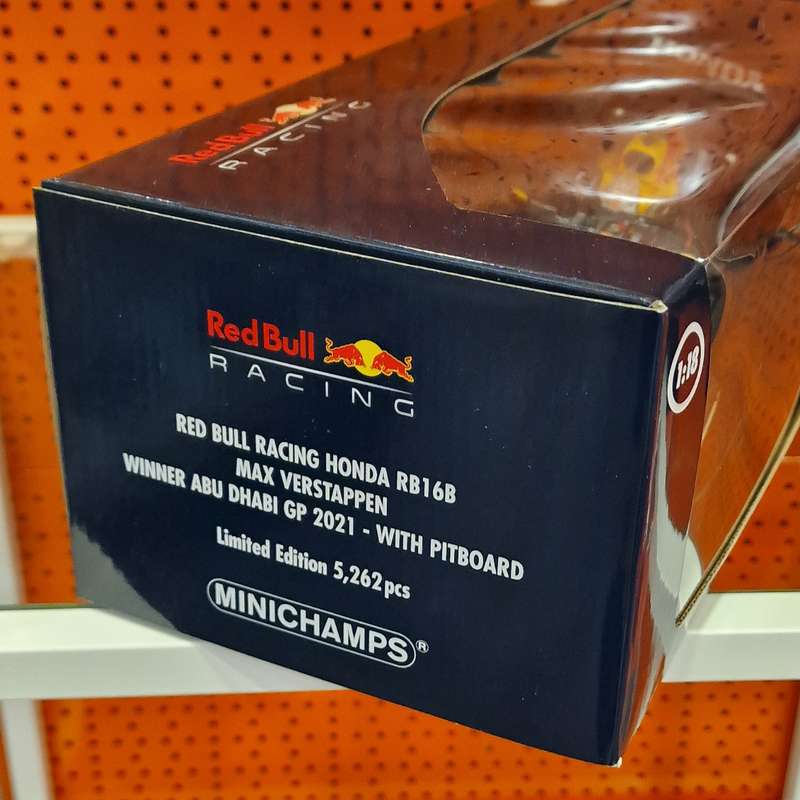 HONDA
Red Bull
RACING
Red Bull
RACING
1:18
RED BULL RACING HONDA RB16B
MAX VERSTAPPEN
WINNER ABU DHABI GP 2021 - WITH PITBOARD
Limited Edition 5,262 pcs
MINICHAMPS®